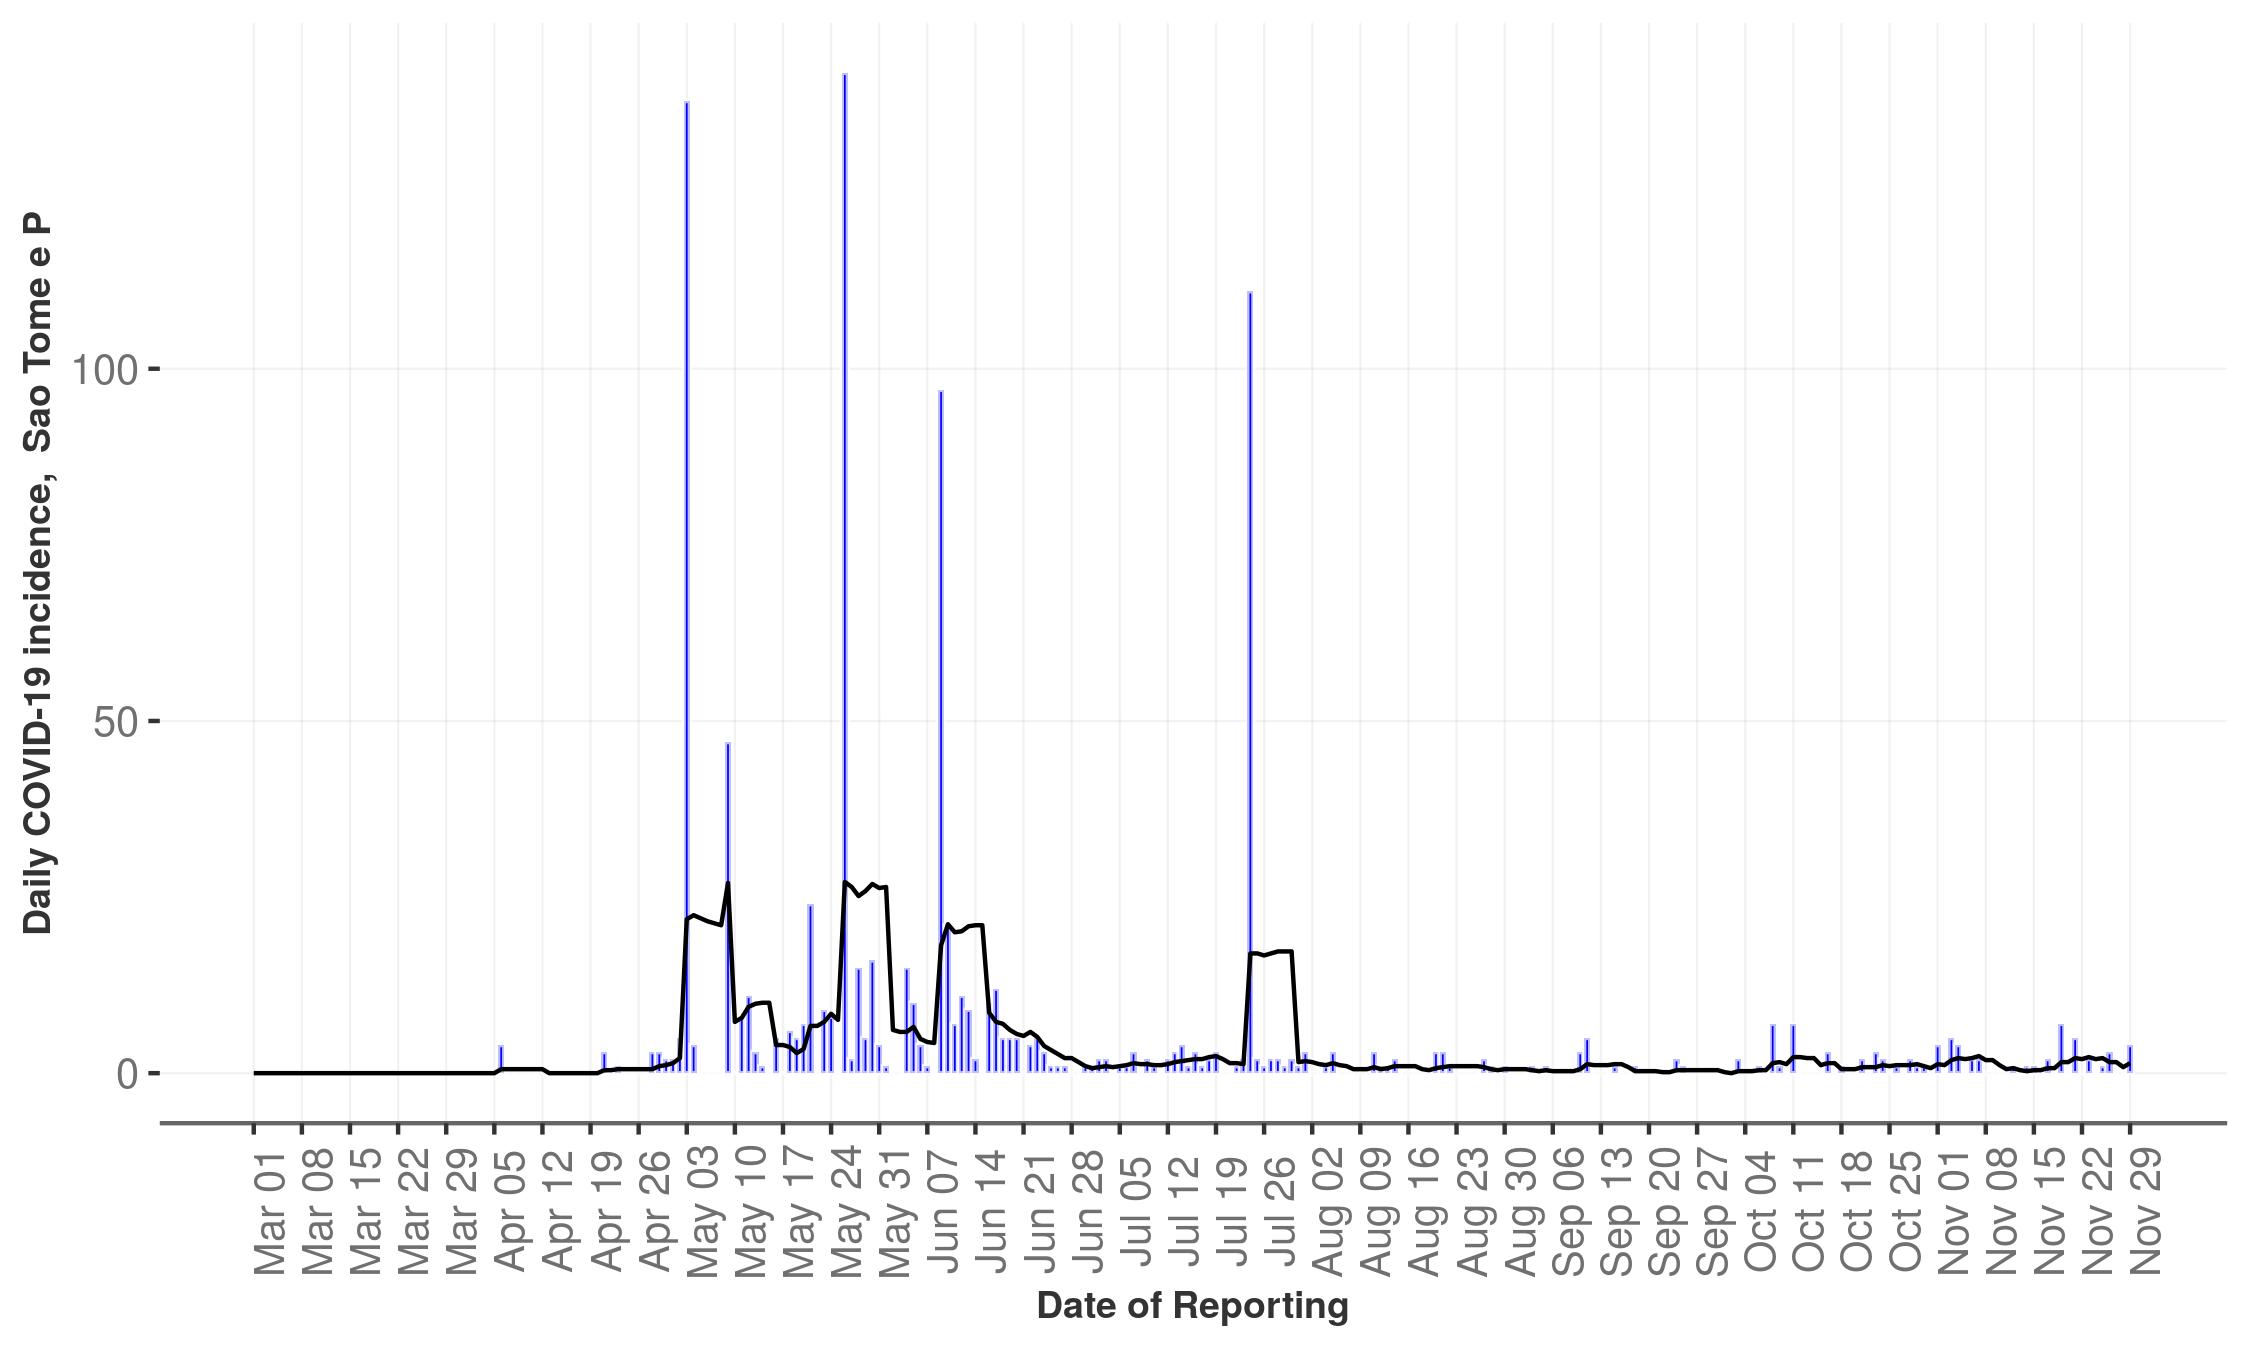 Daily COVID-19 incidence,  Sao Tome e P
100
50
0
Mar 01
Mar 08
Mar 15
Mar 22
Mar 29
Apr 05
Apr 12
Apr 19
Apr 26
May 03
May 10
May 17
May 24
May 31
Jun 07
Jun 14
Jun 21
Jun 28
Jul 05
Jul 12
Jul 19
Jul 26
Aug 02
Aug 09
Aug 16
Aug 23
Aug 30
Sep 06
Sep 13
Sep 20
Sep 27
Oct 04
Oct 11
Oct 18
Oct 25
Nov 01
Nov 08
Nov 15
Nov 22
Nov 29
Date of Reporting